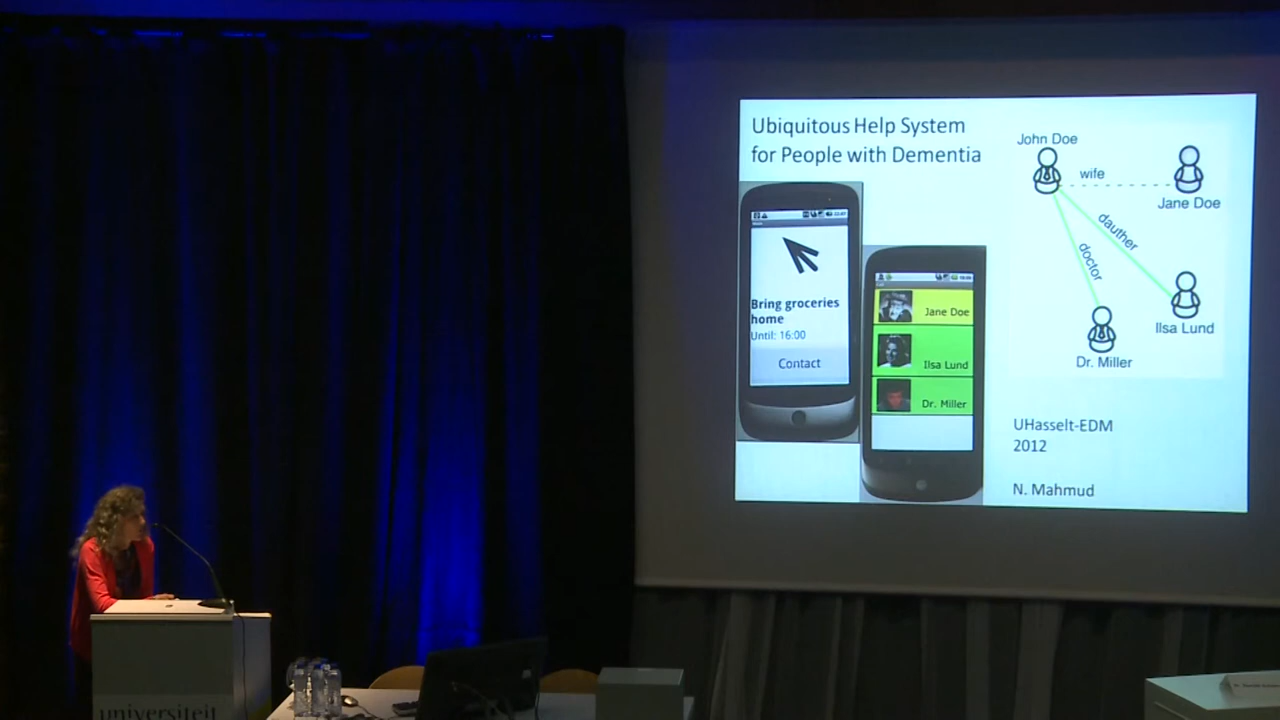 Ubiquitous Help System
for People with Dementia
John Doe
wife
Jane Doe
dauther
doctor
Ilsa Lund
Dr. Miller
Bring groceries
home
Until: 16:00
Contact
Jane Doe
Ilsa Lund
Dr. Miller
UHasselt-EDM
2012
N. Mahmud
universiteit